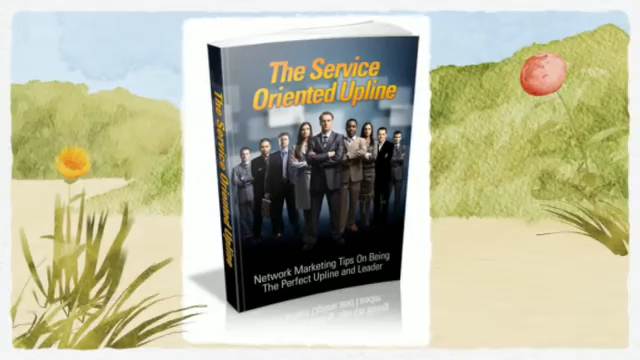 The Service
Oriented Upline
The Service Oriented Upline
Network Marketing Tips On Being
The Perfect Upline and Leader